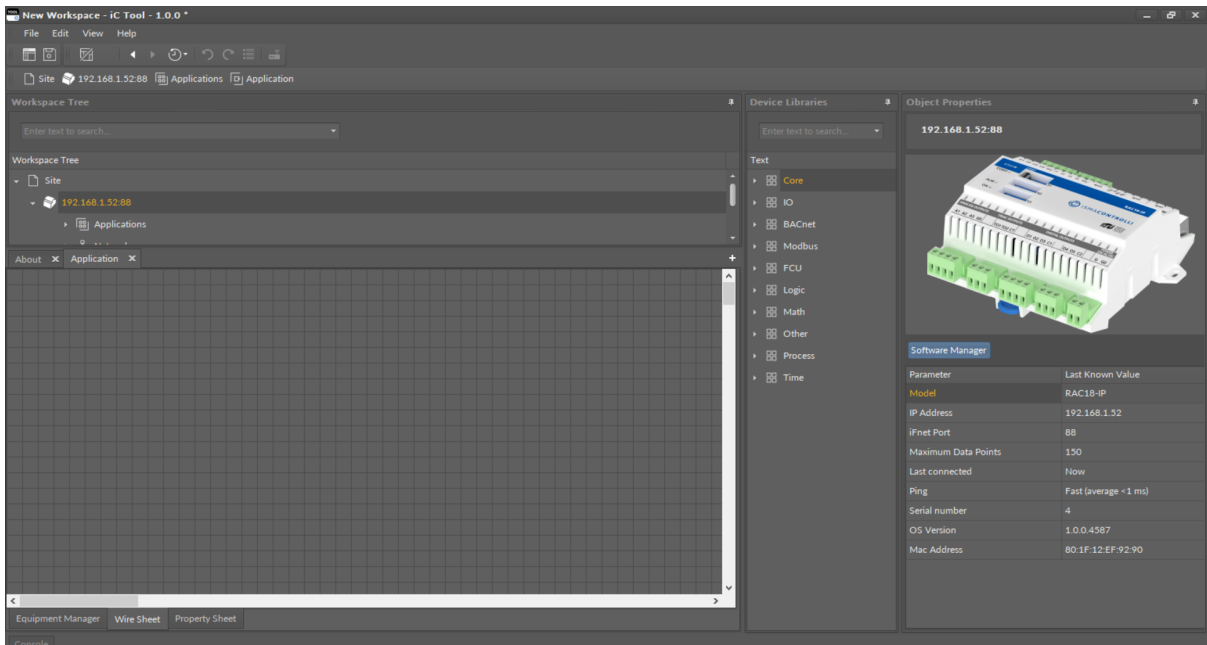 New Workspace - iC Tool - 1.0.0 *
File Edit View Help
Site 192.168.1.52:88 Applications Application
Workspace Tree
Enter text to search...
Workspace Tree
Site
192.168.1.52:88
Applications
About Application
Equipment Manager Wire Sheet Property Sheet
Console
Device Libraries
Enter text to search...
Text
Core
IO
BACnet
Modbus
FCU
Logic
Math
Other
Process
Time
Object Properties
192.168.1.52:88
iSMACONTROLLI
RAC18-IP
Software Manager
Parameter Last Known Value
Model RAC18-IP
IP Address 192.168.1.52
iFnet Port 88
Maximum Data Points 150
Last connected Now
Ping Fast (average <1 ms)
Serial number 4
OS Version 1.0.0.4587
Mac Address 80:1F:12:EF:92:90